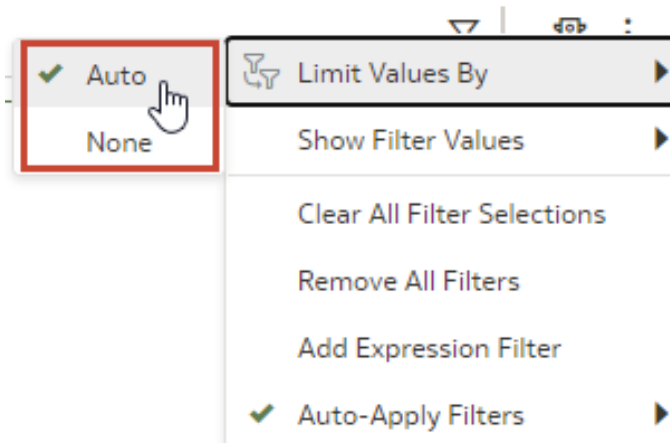 Auto
None
Limit Values By
Show Filter Values
Clear All Filter Selections
Remove All Filters
Add Expression Filter
Auto-Apply Filters